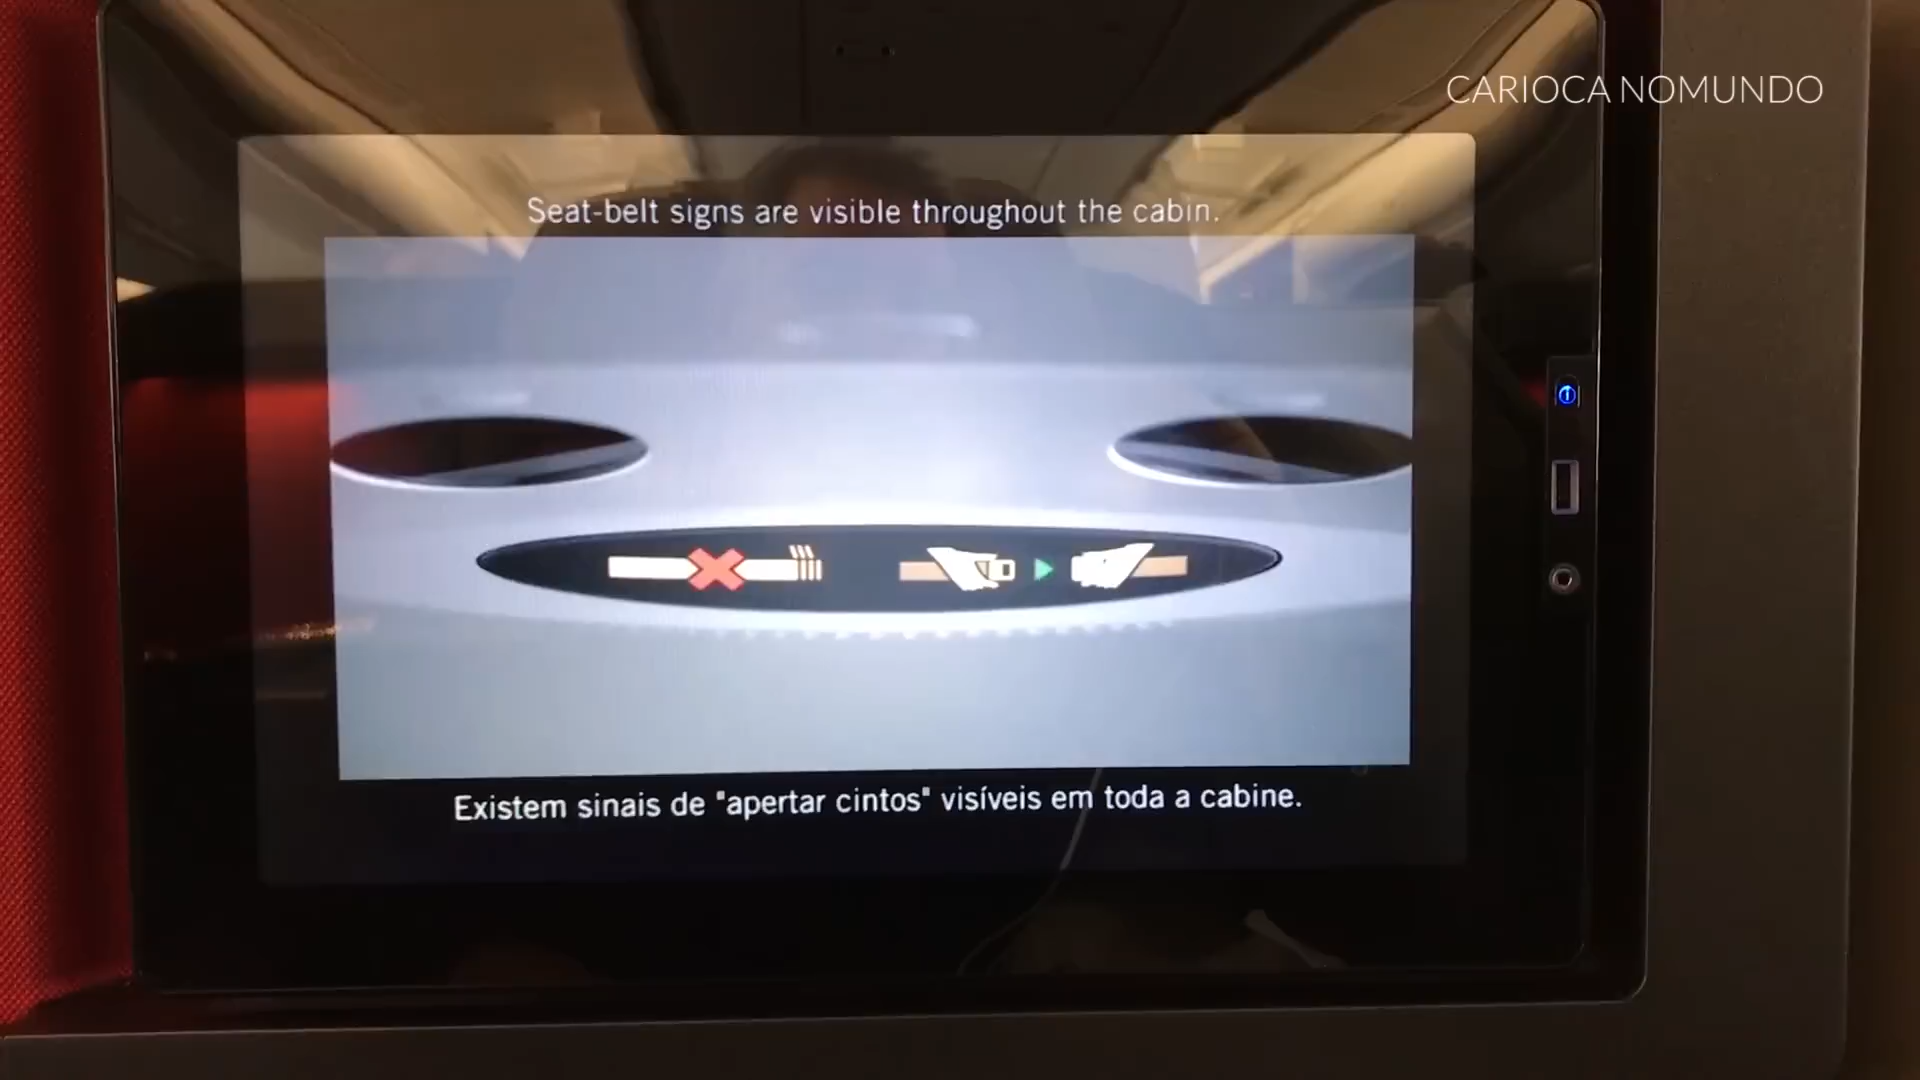 CARIOCA NOMUNDO
Seat-belt signs are visible throughout the cabin.
Existem sinais de "apertar cintos" visíveis em toda a cabine.